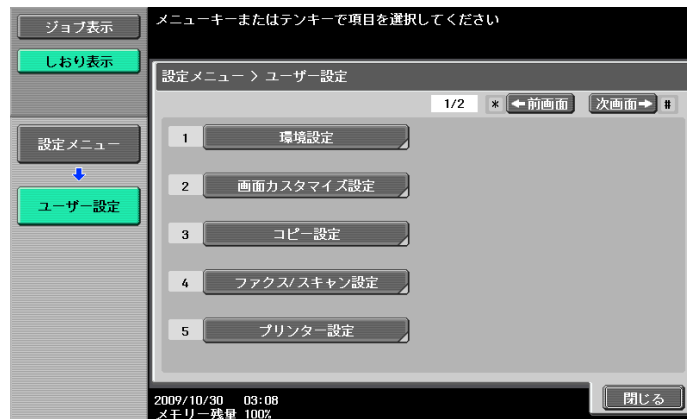 ジョブ表示
しおり表示
設定メニュー
ユーザー設定
メニューキーまたはテンキーで項目を選択してください
設定メニュー > ユーザー設定
1/2 * ←前画面 次画面→ #
1 環境設定
2 画面カスタマイズ設定
3 コピー設定
4 ファクス/スキャン設定
5 プリンター設定
2009/10/30 03:08
メモリー残量 100%
閉じる